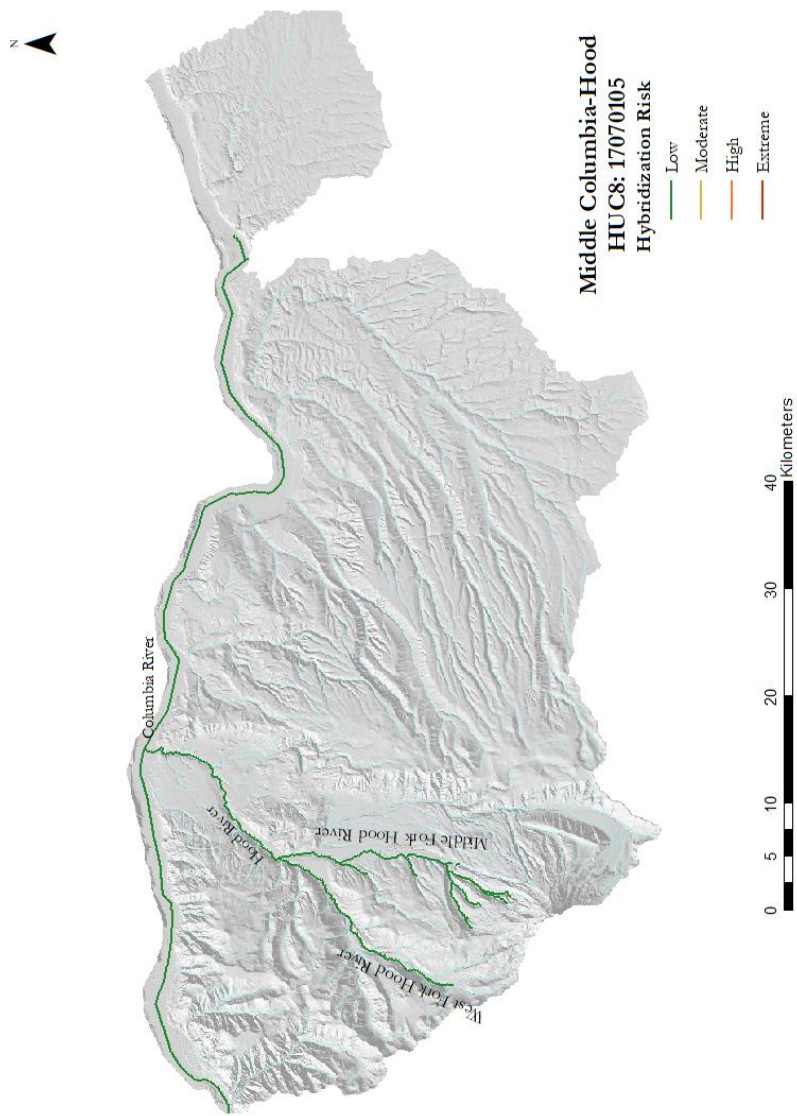 N
Columbia River
Hood River
Middle Fork Hood River
West Fork Hood River
Middle Columbia-Hood
HUC8: 17070105
Hybridization Risk
Low
Moderate
High
Extreme
0 5 10 20 30 40
Kilometers